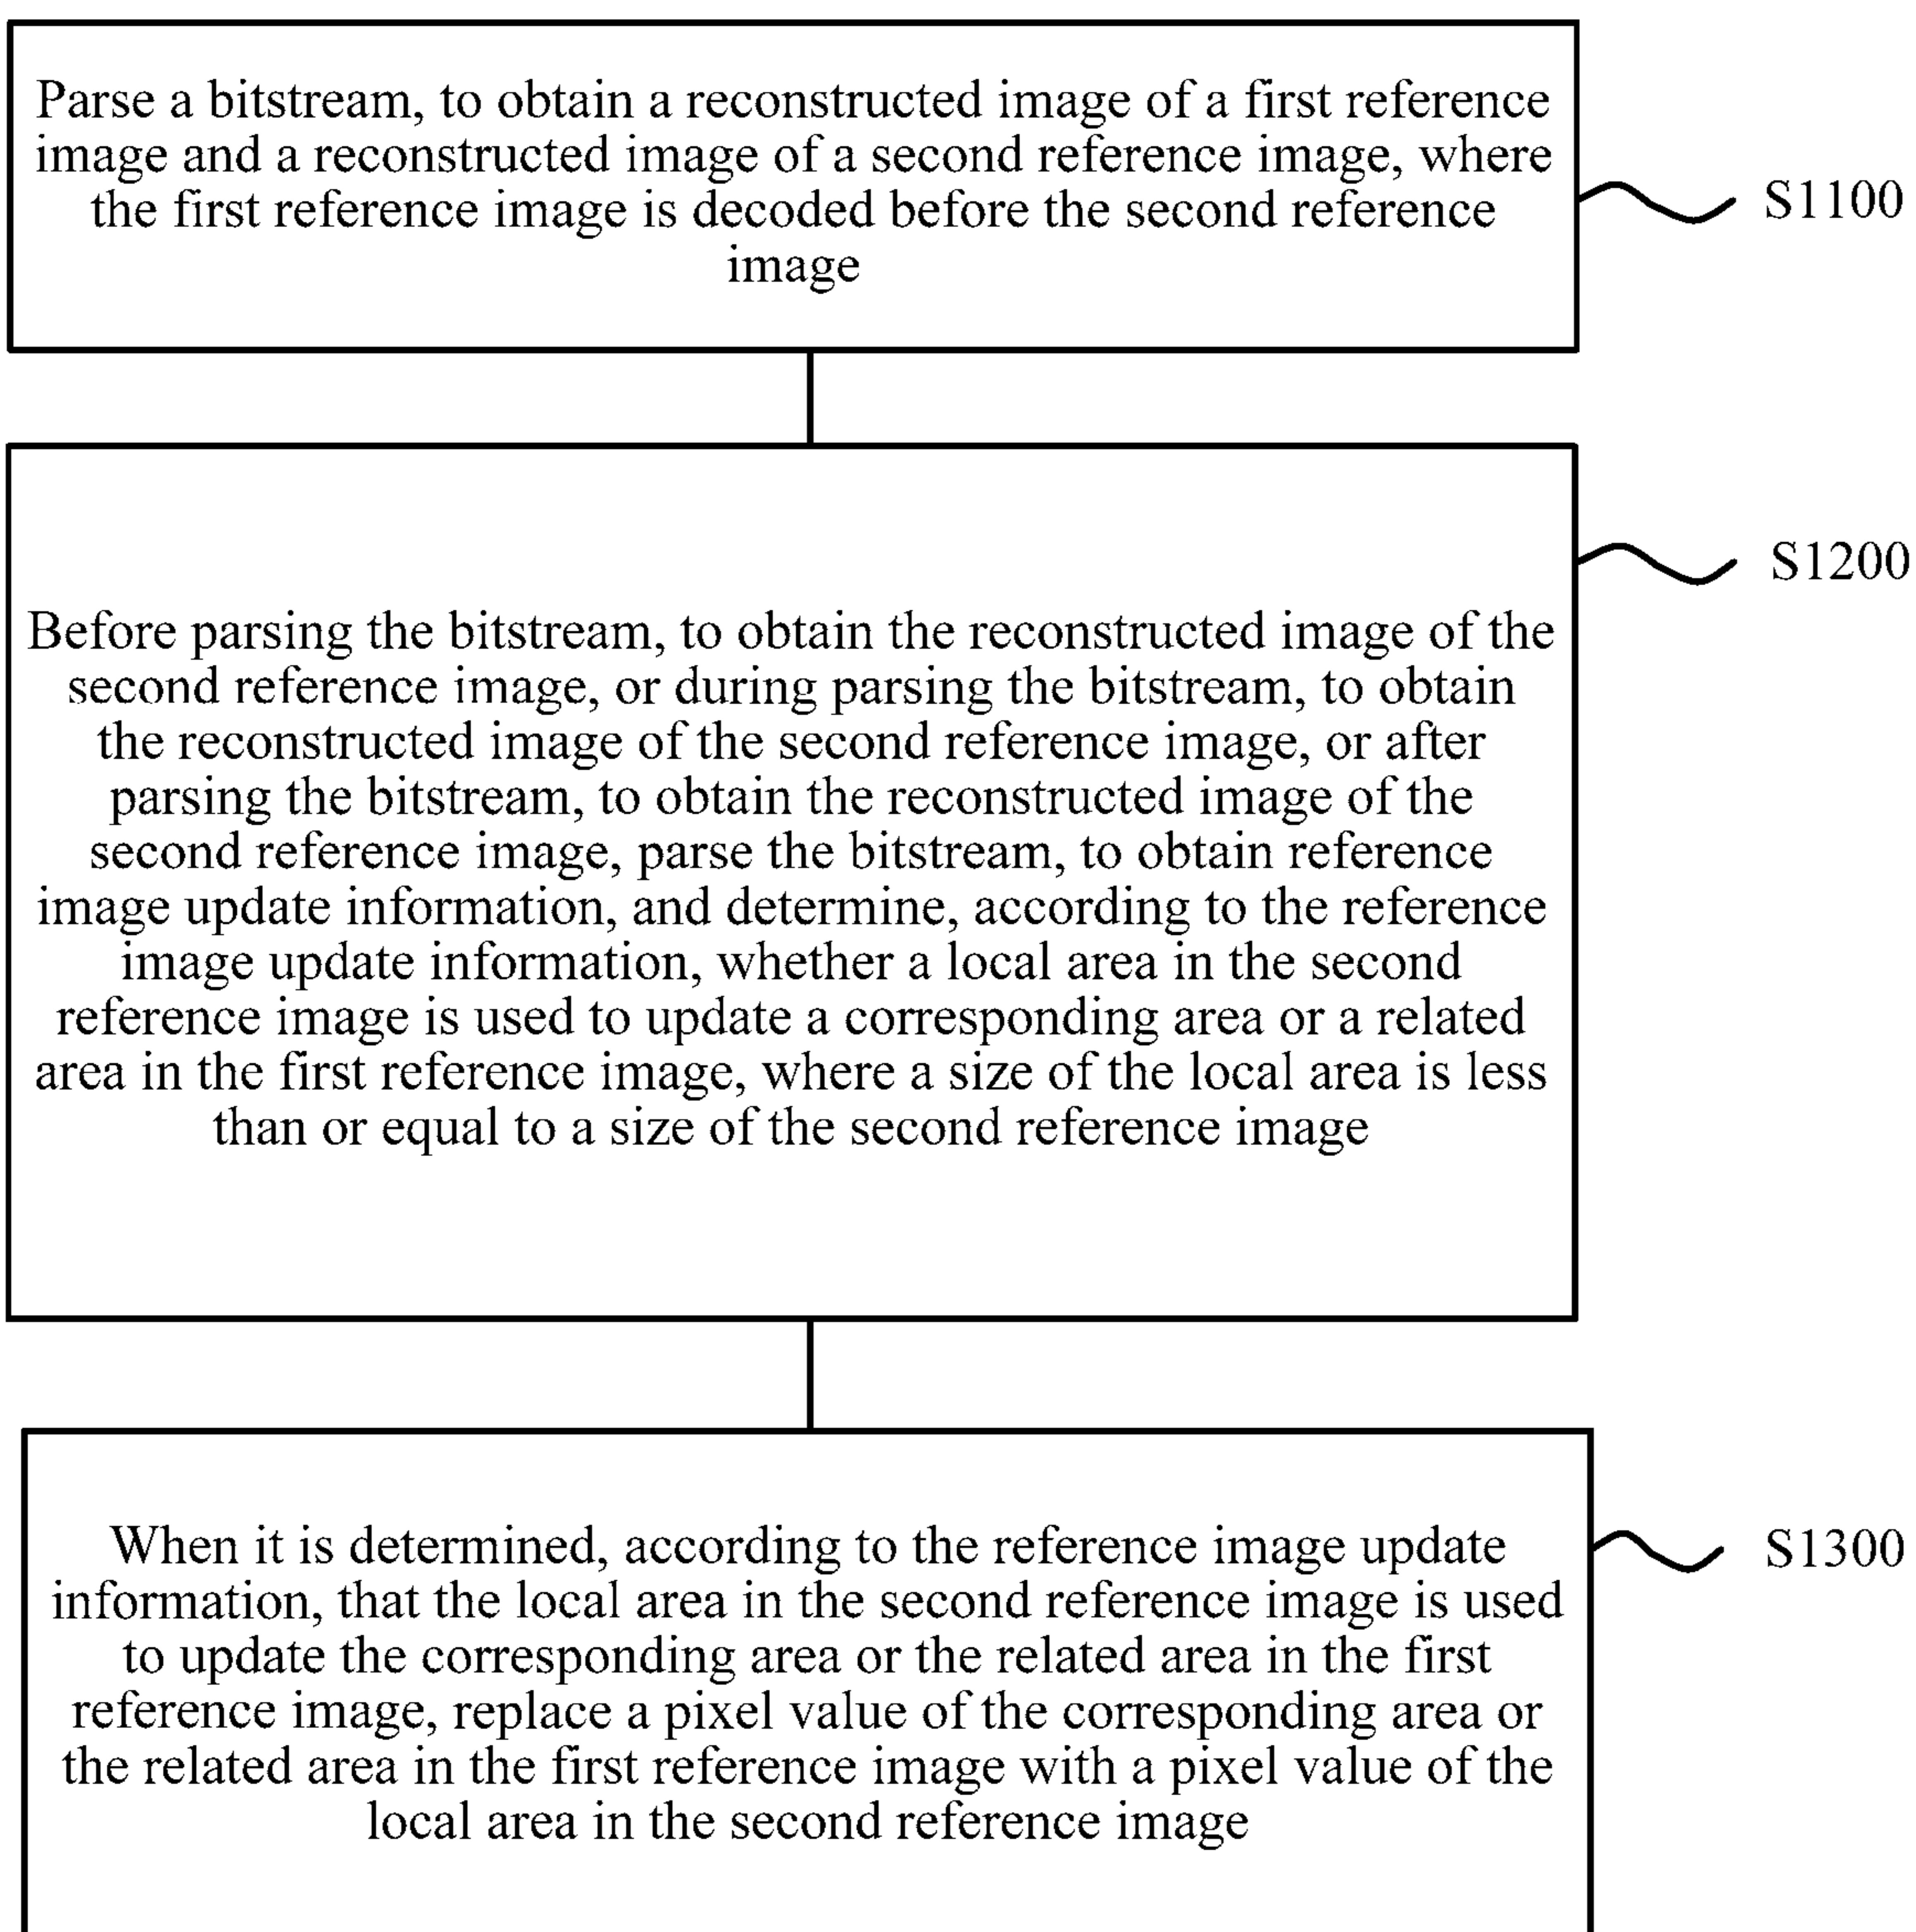 Parse a bitstream, to obtain a reconstructed image of a first reference
image and a reconstructed image of a second reference image, where
the first reference image is decoded before the second reference
image
S1100
S1200
Before parsing the bitstream, to obtain the reconstructed image of the
second reference image, or during parsing the bitstream, to obtain
the reconstructed image of the second reference image, or after
parsing the bitstream, to obtain the reconstructed image of the
second reference image, parse the bitstream, to obtain reference
image update information, and determine, according to the reference
image update information, whether a local area in the second
reference image is used to update a corresponding area or a related
area in the first reference image, where a size of the local area is less
than or equal to a size of the second reference image
S1300
When it is determined, according to the reference image update
information, that the local area in the second reference image is used
to update the corresponding area or the related area in the first
reference image, replace a pixel value of the corresponding area or
the related area in the first reference image with a pixel value of the
local area in the second reference image